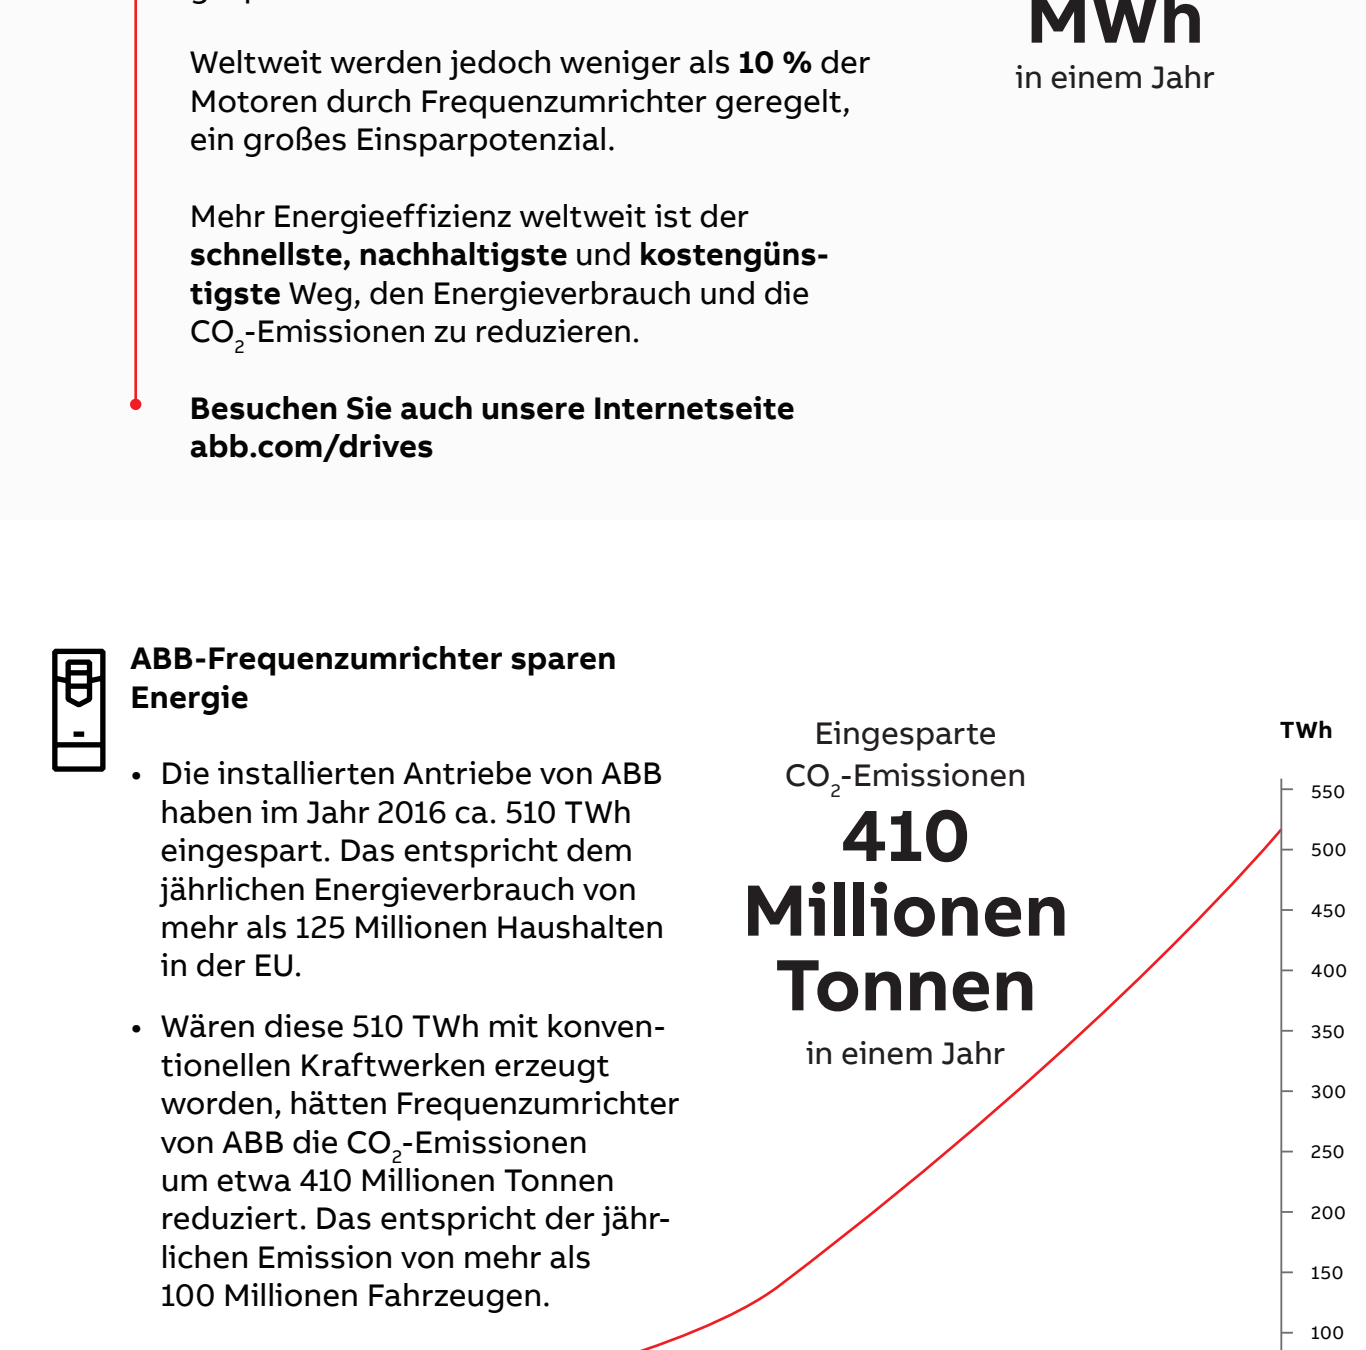 MWh
in einem Jahr
Weltweit werden jedoch weniger als 10 % der
Motoren durch Frequenzumrichter geregelt,
ein großes Einsparpotenzial.
Mehr Energieeffizienz weltweit ist der
schnellste, nachhaltigste und kostengüns-
tigste Weg, den Energieverbrauch und die
CO₂-Emissionen zu reduzieren.
Besuchen Sie auch unsere Internetseite
abb.com/drives
ABB-Frequenzumrichter sparen
Energie
• Die installierten Antriebe von ABB
haben im Jahr 2016 ca. 510 TWh
eingespart. Das entspricht dem
jährlichen Energieverbrauch von
mehr als 125 Millionen Haushalten
in der EU.
• Wären diese 510 TWh mit konven-
tionellen Kraftwerken erzeugt
worden, hätten Frequenzumrichter
von ABB die CO₂-Emissionen
um etwa 410 Millionen Tonnen
reduziert. Das entspricht der jähr-
lichen Emission von mehr als
100 Millionen Fahrzeugen.
Eingesparte
CO₂-Emissionen
410
Millionen
Tonnen
in einem Jahr
TWh
550
500
450
400
350
300
250
200
150
100